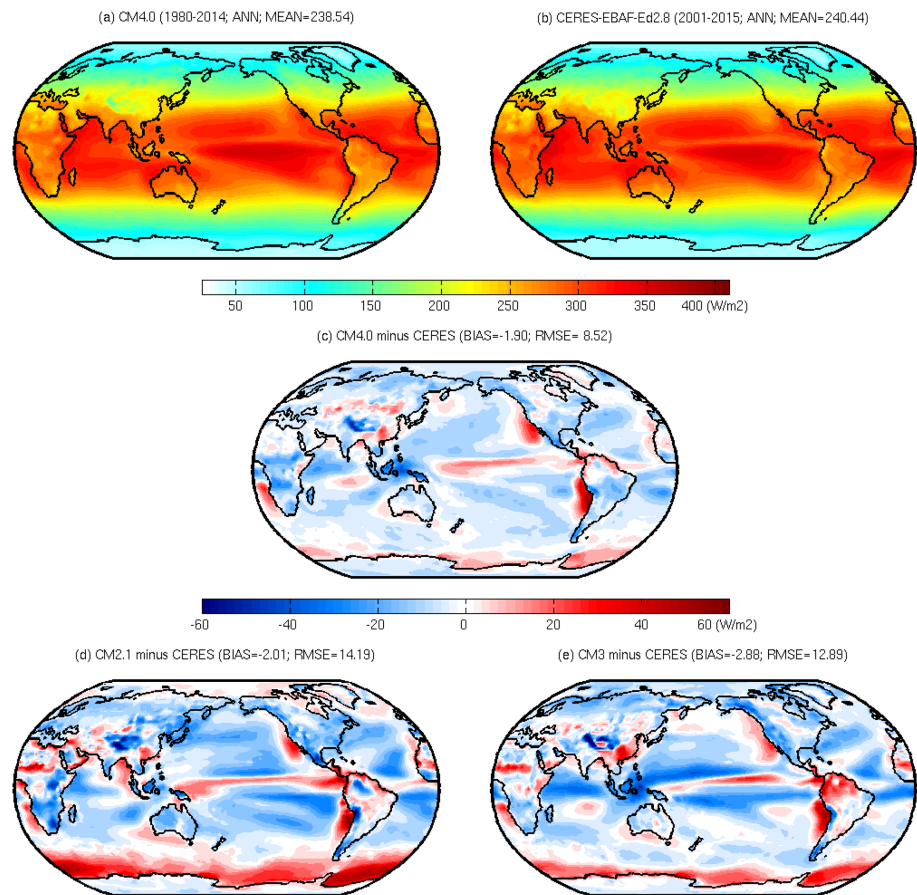 (a) CM4.0 (1980-2014; ANN; MEAN=238.54)
(b) CERES-EBAF-Ed2.8 (2001-2015; ANN; MEAN=240.44)
50 100 150 200 250 300 350 400 (W/m2)
(c) CM4.0 minus CERES (BIAS=-1.90; RMSE= 8.52)
-60 -40 -20 0 20 40 60 (W/m2)
(d) CM2.1 minus CERES (BIAS=-2.01; RMSE=14.19)
(e) CM3 minus CERES (BIAS=-2.88; RMSE=12.89)